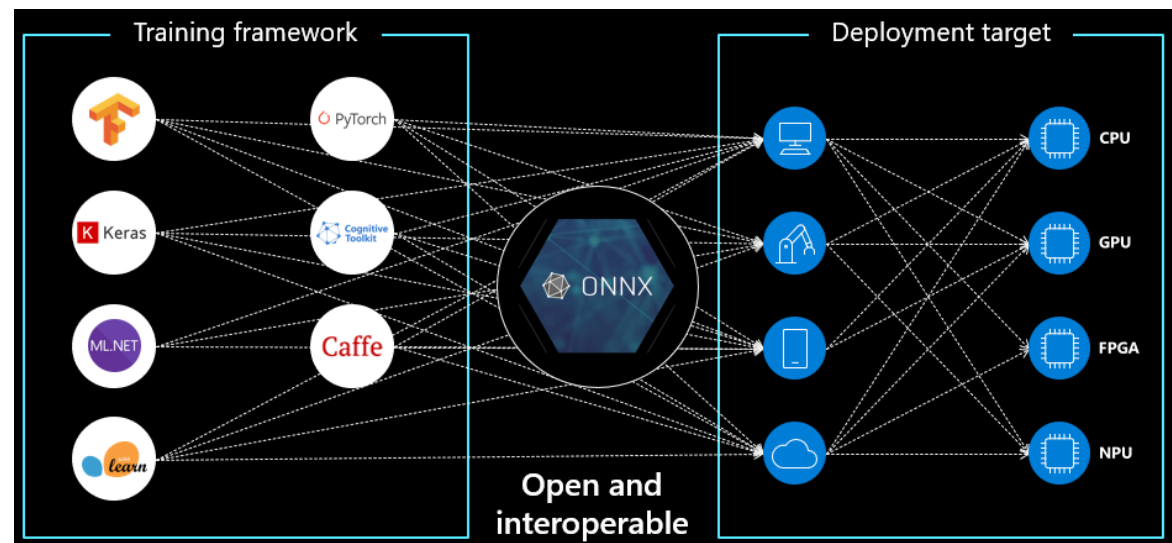 Training framework
Deployment target
PyTorch
K Keras
Cognitive
Toolkit
ML.NET
Caffe
learn
ONNX
CPU
GPU
FPGA
NPU
Open and
interoperable